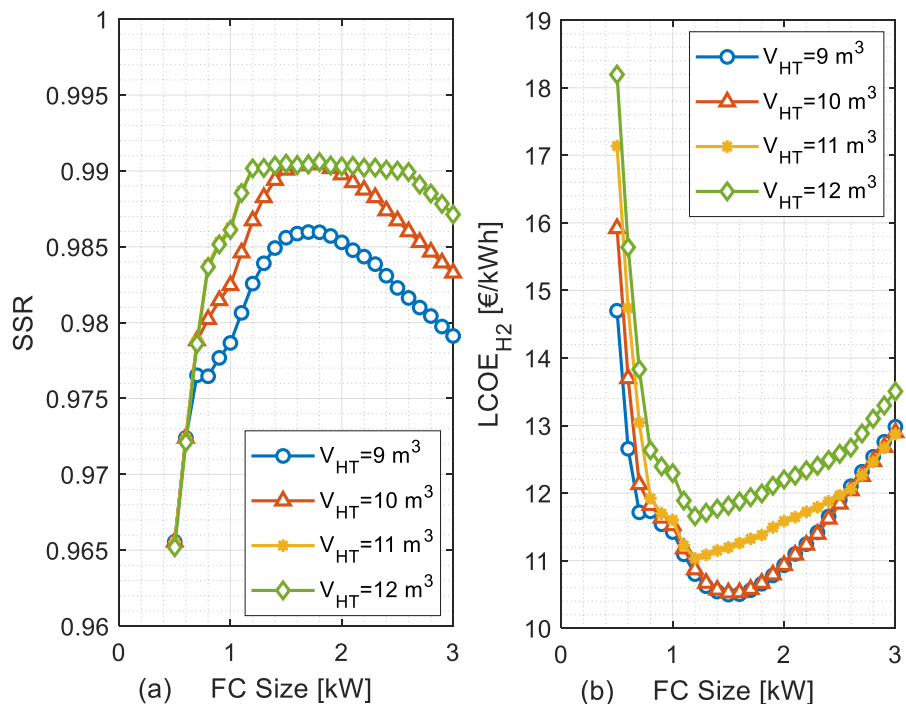 1
0.995
0.99
0.985
0.98
0.975
0.97
0.965
0.96
SSR
V_HT=9 m^3
V_HT=10 m^3
V_HT=11 m^3
V_HT=12 m^3
0 1 2 3
(a) FC Size [kW]
19
18
17
16
15
14
13
12
11
10
LCOE_H2 [€/kWh]
V_HT=9 m^3
V_HT=10 m^3
V_HT=11 m^3
V_HT=12 m^3
0 1 2 3
(b) FC Size [kW]